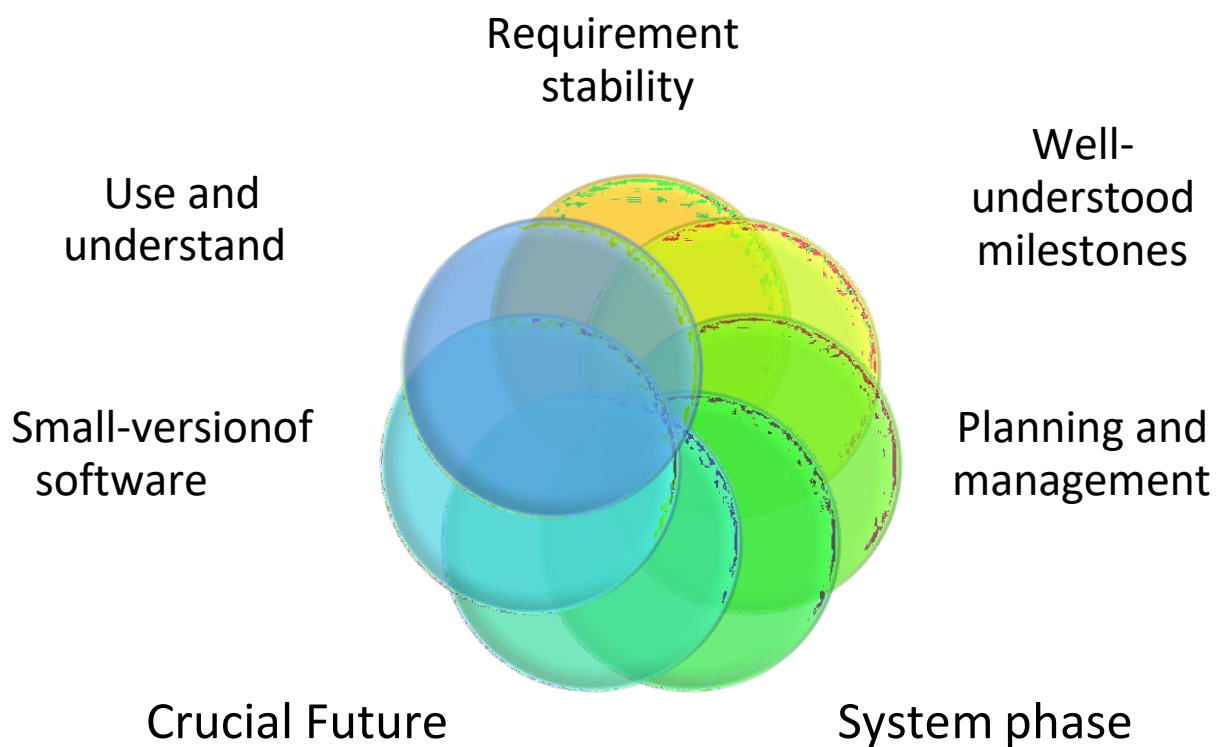 Requirement
stability
Well-
understood
milestones
Use and
understand
Small-versionof
software
Planning and
management
Crucial Future
System phase